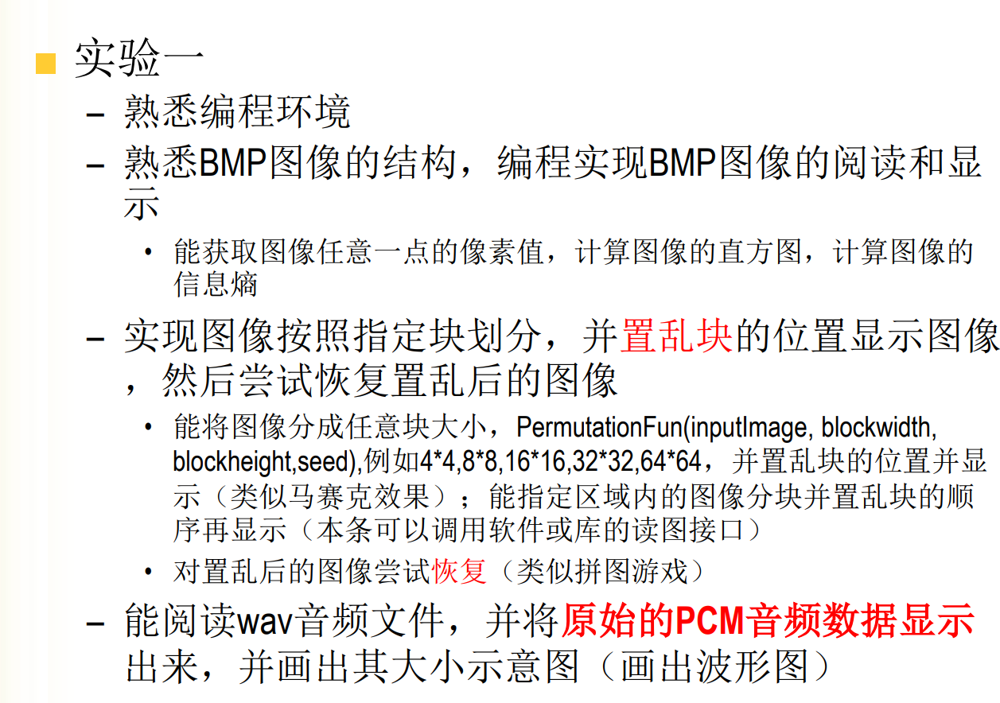 实验一
– 熟悉编程环境
– 熟悉BMP图像的结构，编程实现BMP图像的阅读和显
示
• 能获取图像任意一点的像素值，计算图像的直方图，计算图像的
信息熵
– 实现图像按照指定块划分，并置乱块的位置显示图像
，然后尝试恢复置乱后的图像
• 能将图像分成任意块大小，PermutationFun(inputImage, blockwidth,
blockheight,seed),例如4*4,8*8,16*16,32*32,64*64，并置乱块的位置并显
示（类似马赛克效果）；能指定区域内的图像分块并置乱块的顺
序再显示（本条可以调用软件或库的读图接口）
• 对置乱后的图像尝试恢复（类似拼图游戏）
– 能阅读wav音频文件，并将原始的PCM音频数据显示
出来，并画出其大小示意图（画出波形图）